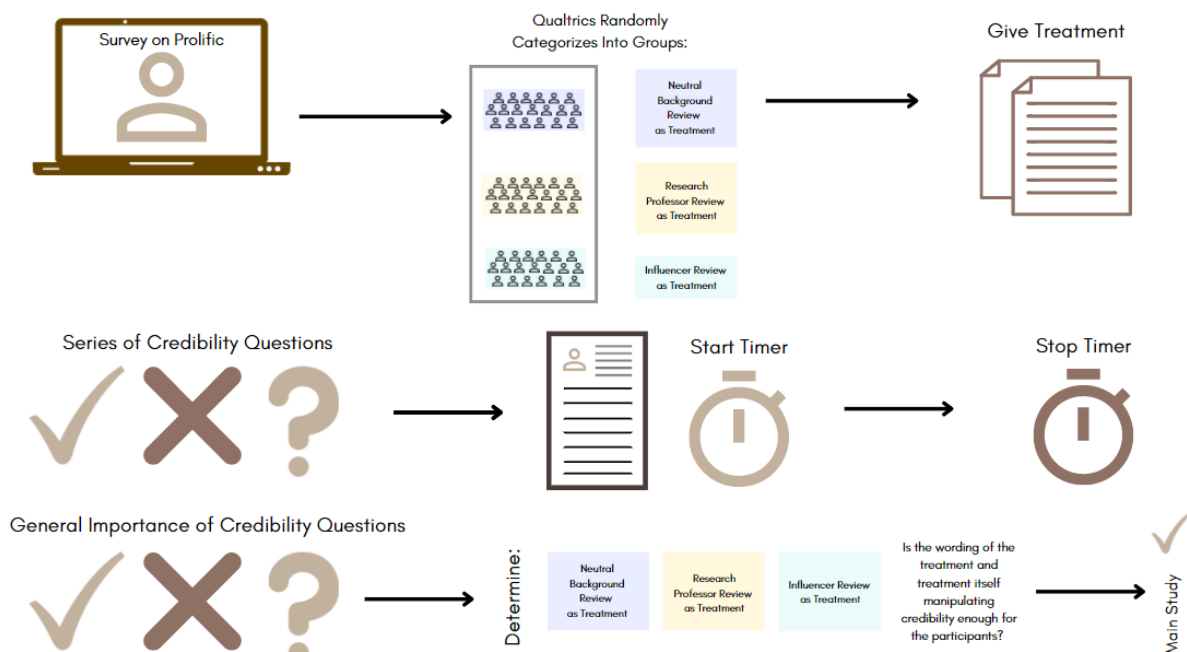 Survey on Prolific
Qualtrics Randomly
Categorizes Into Groups:
Give Treatment
Neutral
Background
Review
as Treatment
Research
Professor Review
as Treatment
Influencer Review
as Treatment
Series of Credibility Questions
Start Timer
Stop Timer
General Importance of Credibility Questions
Determine:
Neutral
Background
Review
as Treatment
Research
Professor Review
as Treatment
Influencer Review
as Treatment
Is the wording of the
treatment and
treatment itself
manipulating
credibility enough for
the participants?
Main Study